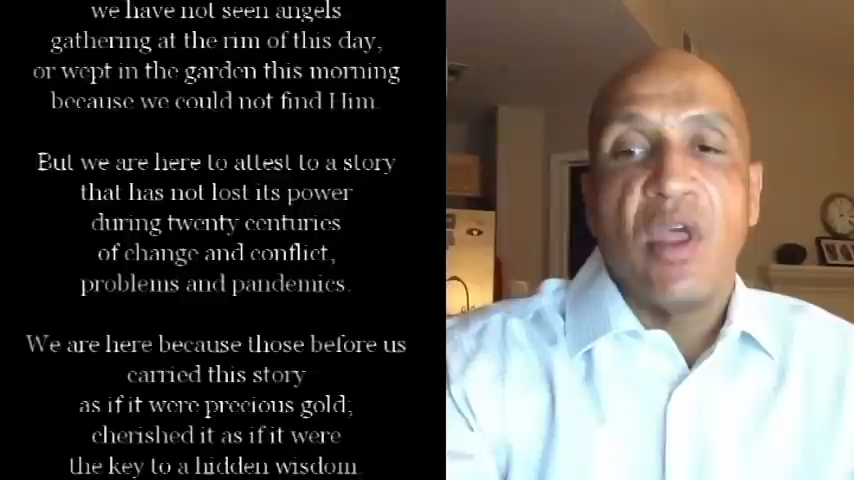 we have not seen angels
gathering at the rim of this day,
or wept in the garden this morning
because we could not find Him.
But we are here to attest to a story
that has not lost its power
during twenty centuries
of change and conflict,
problems and pandemics.
We are here because those before us
carried this story
as if it were precious gold;
cherished it as if it were
the key to a hidden wisdom